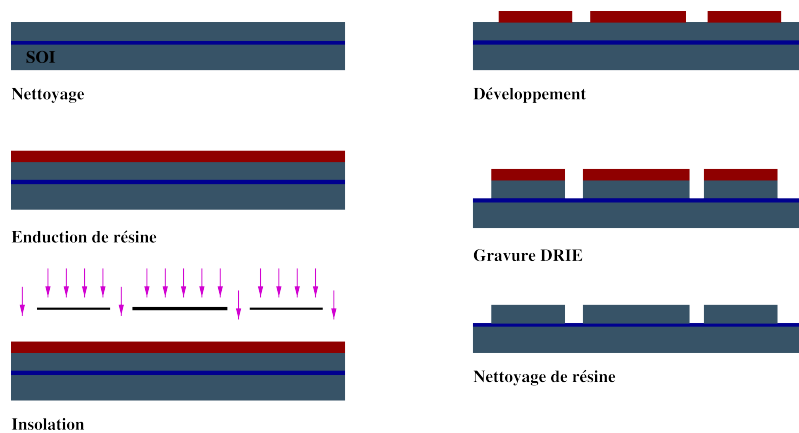 SOI
Nettoyage
Enduction de résine
Insolation
Développement
Gravure DRIE
Nettoyage de résine